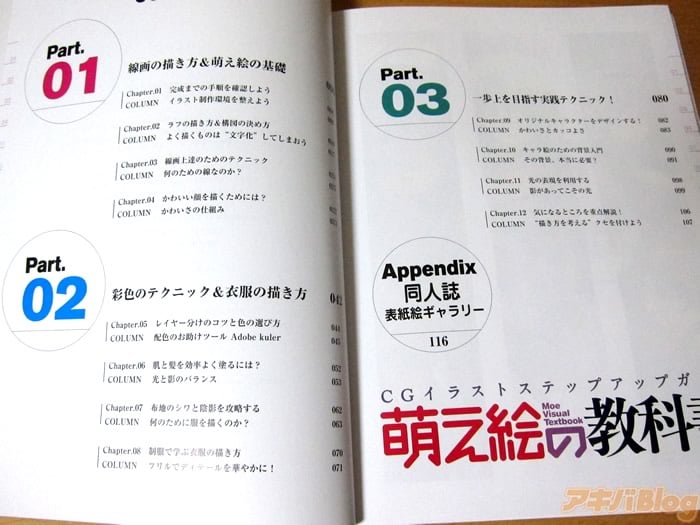 Part.
01
線画の描き方＆萌え絵の基礎
Chapter.01 完成までの手順を確認しよう
COLUMN イラスト制作環境を整えよう
Chapter.02 ラフの描き方＆構図の決め方
COLUMN よく描くものは“文字化”してしまおう
Chapter.03 線画上達のためのテクニック
COLUMN 何のための線なのか？
Chapter.04 かわいい顔を描くためには？
COLUMN かわいさの仕組み
Part.
02
彩色のテクニック＆衣服の描き方 042
Chapter.05 レイヤー分けのコツと色の選び方 044
COLUMN 配色のお助けツール Adobe kuler 045
Chapter.06 肌と髪を効率よく塗るには？ 052
COLUMN 光と影のバランス 053
Chapter.07 布地のシワと陰影を攻略する 062
COLUMN 何のために服を描くのか？ 063
Chapter.08 制服で学ぶ衣服の描き方 070
COLUMN フリルでディテールを華やかに！ 071
Part.
03
一歩上を目指す実践テクニック！ 080
Chapter.09 オリジナルキャラクターをデザインする！ 082
COLUMN かわいさとカッコよさ 083
Chapter.10 キャラ絵のための背景入門 090
COLUMN その背景、本当に必要？ 091
Chapter.11 光の表現を利用する 098
COLUMN 影があってこその光 099
Chapter.12 気になるところを重点解説！ 106
COLUMN “描き方を考える”クセを付けよう 107
Appendix
同人誌
表紙絵ギャラリー
116
CGイラストステップアップガ
萌え絵の教科書
Moe
Visual
Textbook
アキバBlog